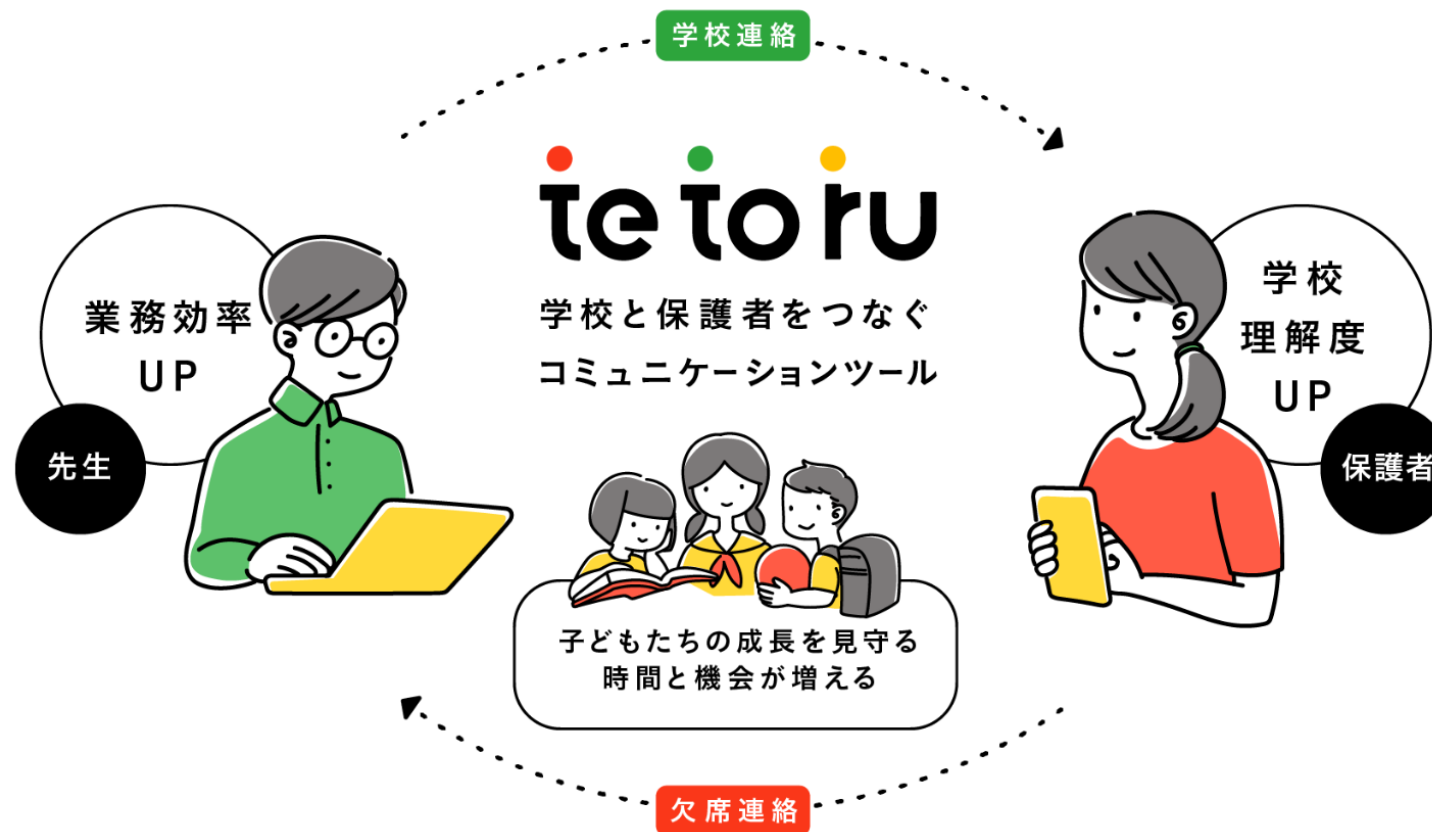 学校連絡
tetoru
学校と保護者をつなぐ
コミュニケーションツール
業務効率
UP
先生
学校
理解度
UP
保護者
子どもたちの成長を見守る
時間と機会が増える
欠席連絡